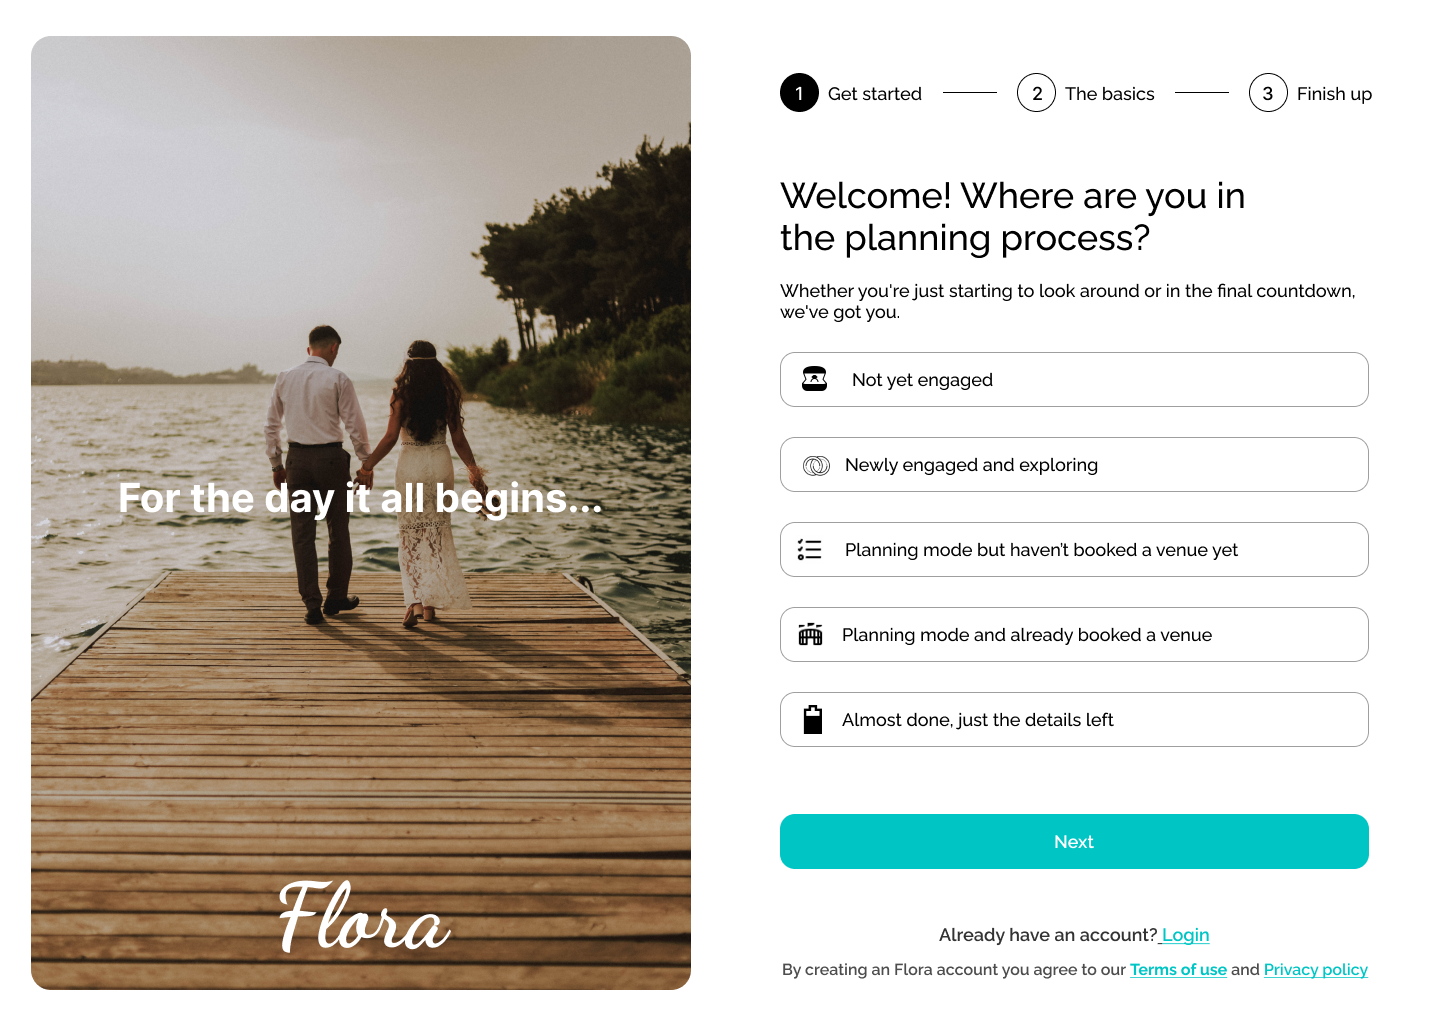 For the day it all begins...
Flora
1 Get started 2 The basics 3 Finish up
Welcome! Where are you in
the planning process?
Whether you're just starting to look around or in the final countdown,
we've got you.
Not yet engaged
Newly engaged and exploring
Planning mode but haven't booked a venue yet
Planning mode and already booked a venue
Almost done, just the details left
Next
Already have an account? Login
By creating an Flora account you agree to our Terms of use and Privacy policy